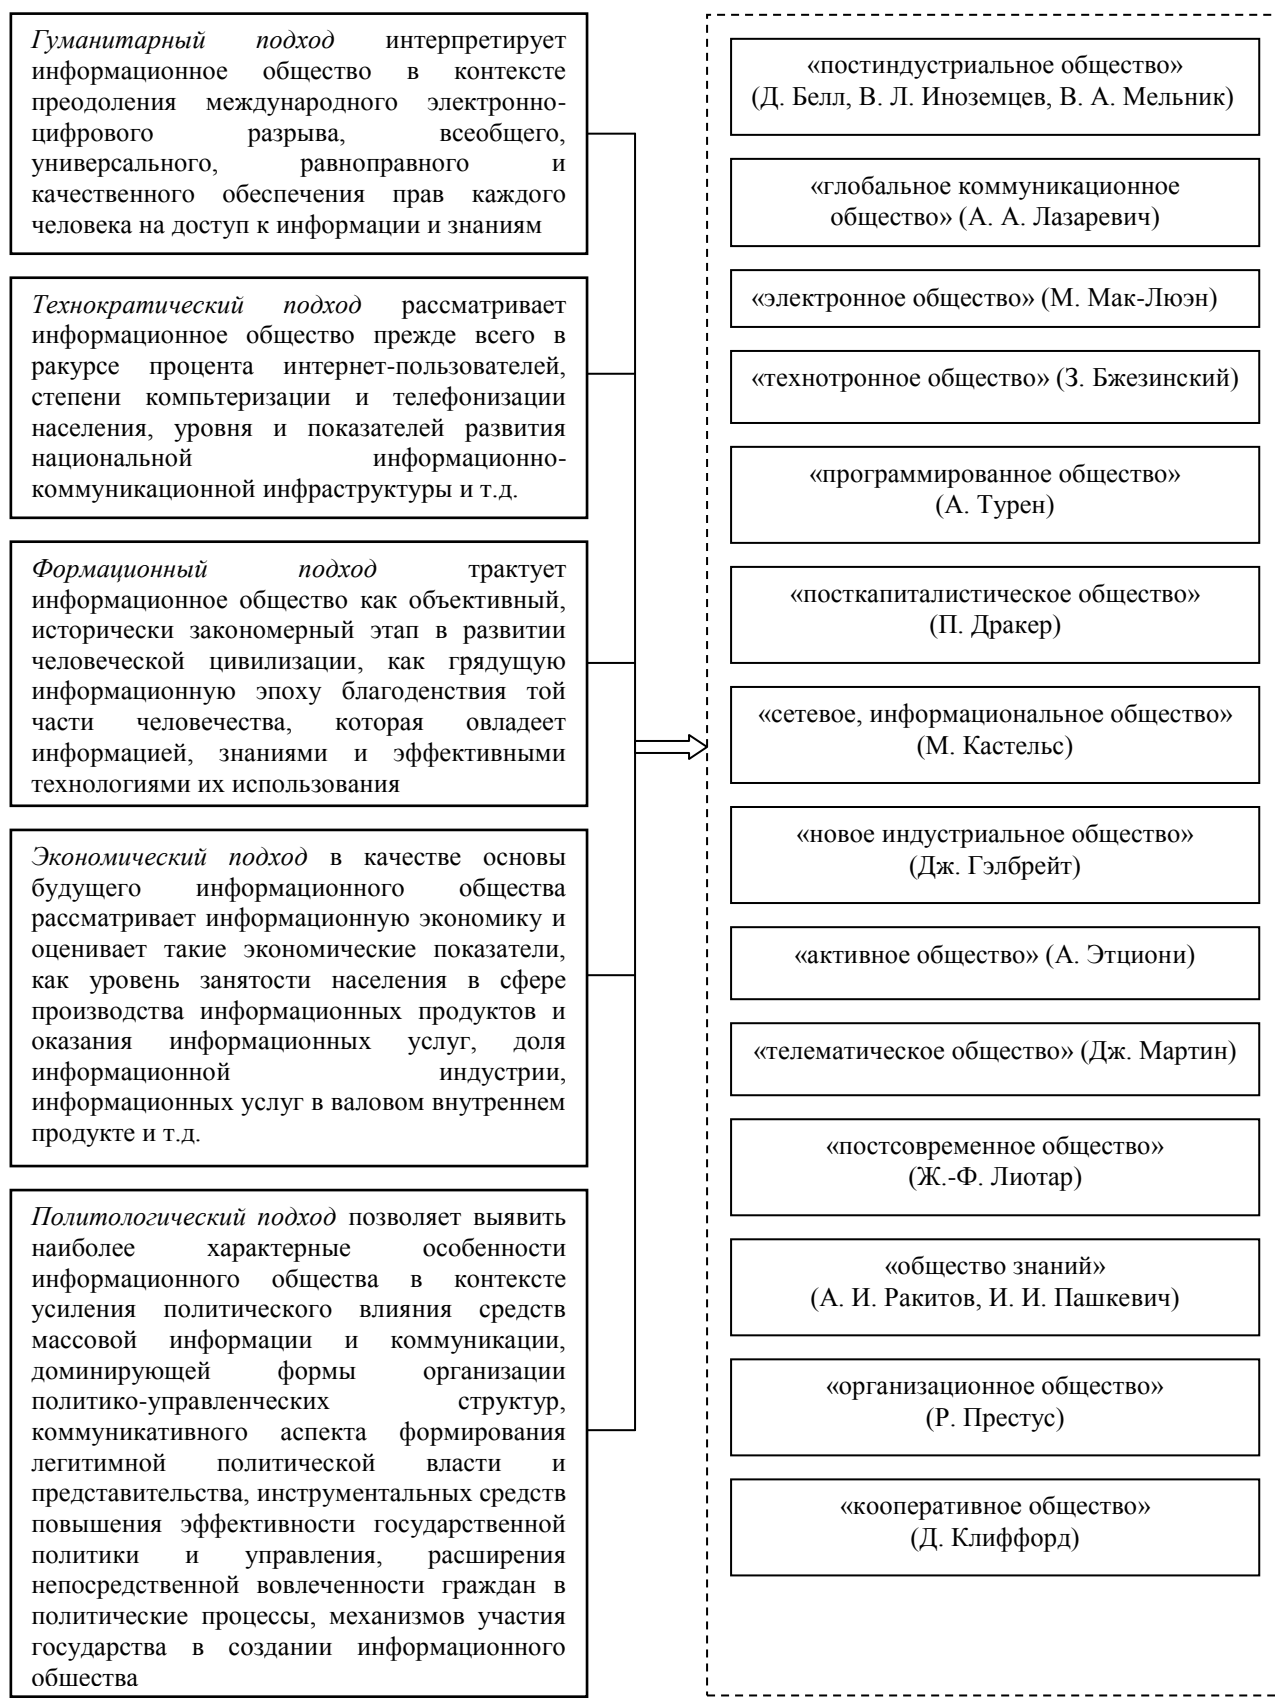 Гуманитарный подход интерпретирует
информационное общество в контексте
преодоления международного электронно-
цифрового разрыва, всеобщего,
универсального, равноправного и
качественного обеспечения прав каждого
человека на доступ к информации и знаниям
Технократический подход рассматривает
информационное общество прежде всего в
ракурсе процента интернет-пользователей,
степени компьтеризации и телефонизации
населения, уровня и показателей развития
национальной информационно-
коммуникационной инфраструктуры и т.д.
Формационный подход трактует
информационное общество как объективный,
исторически закономерный этап в развитии
человеческой цивилизации, как грядущую
информационную эпоху благоденствия той
части человечества, которая овладеет
информацией, знаниями и эффективными
технологиями их использования
Экономический подход в качестве основы
будущего информационного общества
рассматривает информационную экономику и
оценивает такие экономические показатели,
как уровень занятости населения в сфере
производства информационных продуктов и
оказания информационных услуг, доля
информационной индустрии,
информационных услуг в валовом внутреннем
продукте и т.д.
Политологический подход позволяет выявить
наиболее характерные особенности
информационного общества в контексте
усиления политического влияния средств
массовой информации и коммуникации,
доминирующей формы организации
политико-управленческих структур,
коммуникативного аспекта формирования
легитимной политической власти и
представительства, инструментальных средств
повышения эффективности государственной
политики и управления, расширения
непосредственной вовлеченности граждан в
политические процессы, механизмов участия
государства в создании информационного
общества
«постиндустриальное общество»
(Д. Белл, В. Л. Иноземцев, В. А. Мельник)
«глобальное коммуникационное
общество» (А. А. Лазаревич)
«электронное общество» (М. Мак-Люэн)
«технотронное общество» (З. Бжезинский)
«программированное общество»
(А. Турен)
«посткапиталистическое общество»
(П. Дракер)
«сетевое, информациональное общество»
(М. Кастельс)
«новое индустриальное общество»
(Дж. Гэлбрейт)
«активное общество» (А. Этциони)
«телематическое общество» (Дж. Мартин)
«постсовременное общество»
(Ж.-Ф. Лиотар)
«общество знаний»
(А. И. Ракитов, И. И. Пашкевич)
«организационное общество»
(Р. Престус)
«кооперативное общество»
(Д. Клиффорд)